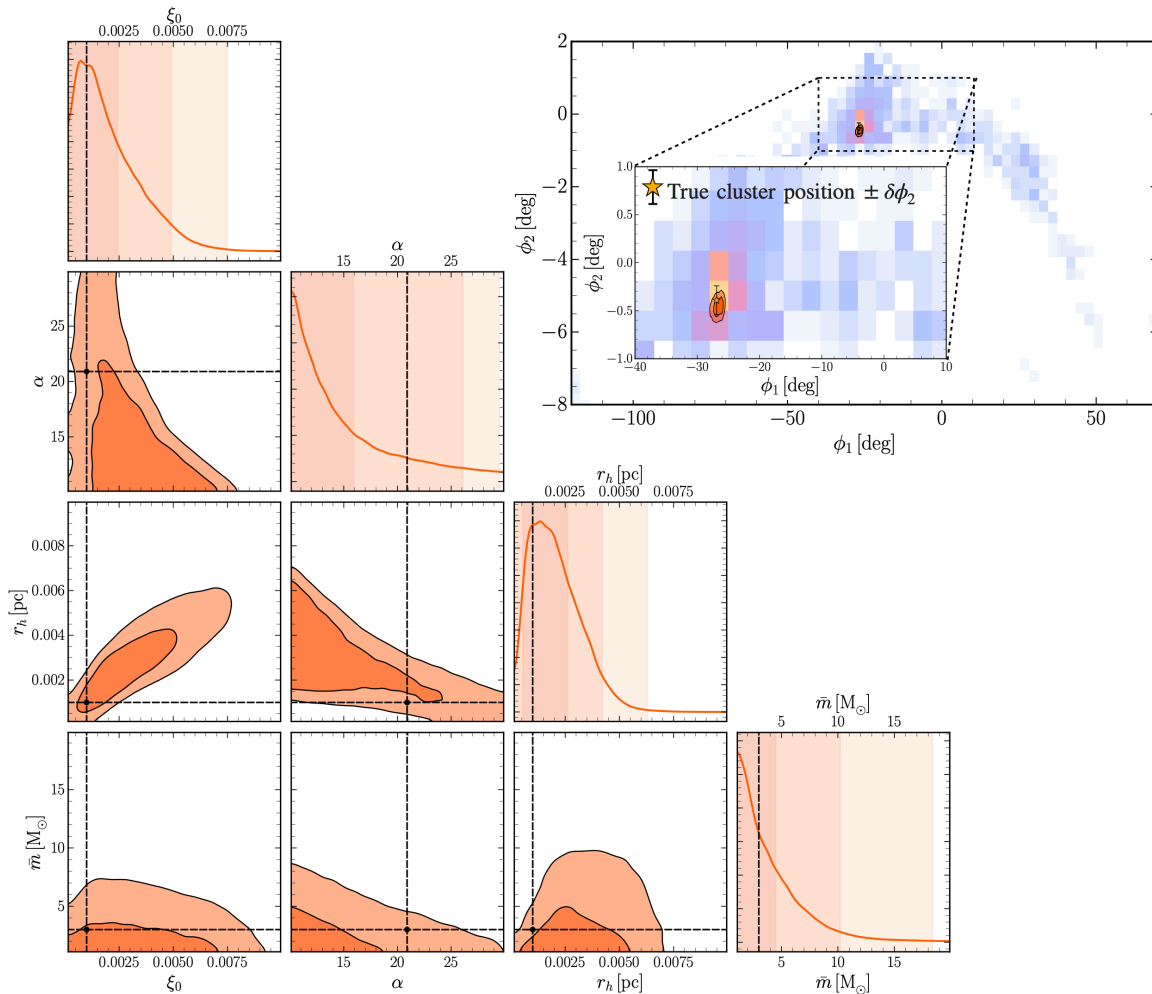 ξ₀
0.0025 0.0050 0.0075
2
0
−2
−4
−6
−8
ϕ₂ [deg]
1.0
0.5
0.0
−0.5
−1.0
ϕ₂ [deg]
True cluster position ± δϕ₂
−40 −30 −20 −10 0 10
ϕ₁ [deg]
−100 −50 0 50
ϕ₁ [deg]
α
15 20 25
25
20
15
α
r_h [pc]
0.0025 0.0050 0.0075
0.008
0.006
0.004
0.002
r_h [pc]
m̄ [M⊙]
5 10 15
15
10
5
m̄ [M⊙]
0.0025 0.0050 0.0075
ξ₀
15 20 25
α
0.0025 0.0050 0.0075
r_h [pc]
5 10 15
m̄ [M⊙]